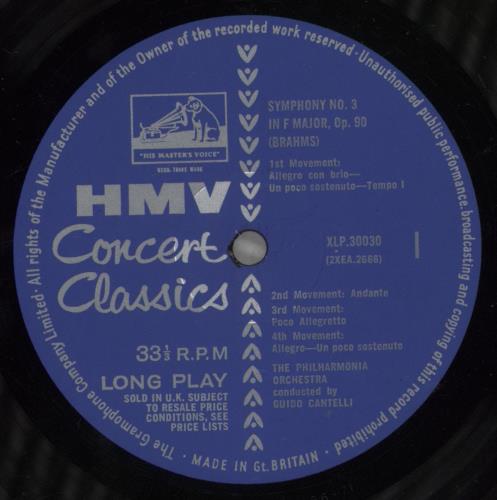 The Gramophone Company Limited · All rights of the Manufacturer and of the Owner of the recorded work reserved · Unauthorised public performance, broadcasting and copying of this record prohibited ·
"HIS MASTER'S VOICE"
REGD. TRADE MARK
HMV
Concert
Classics
33⅓ R.P.M
LONG PLAY
SOLD IN U.K. SUBJECT
TO RESALE PRICE
CONDITIONS, SEE
PRICE LISTS
SYMPHONY NO. 3
IN F MAJOR, Op. 90
(BRAHMS)
1st Movement:
Allegro con brio—
Un poco sostenuto—Tempo I
XLP.30030
(2XEA.2666)
1
2nd Movement: Andante
3rd Movement:
Poco Allegretto
4th Movement:
Allegro—Un poco sostenuto
THE PHILHARMONIA
ORCHESTRA
conducted by
GUIDO CANTELLI
MADE IN Gt. BRITAIN